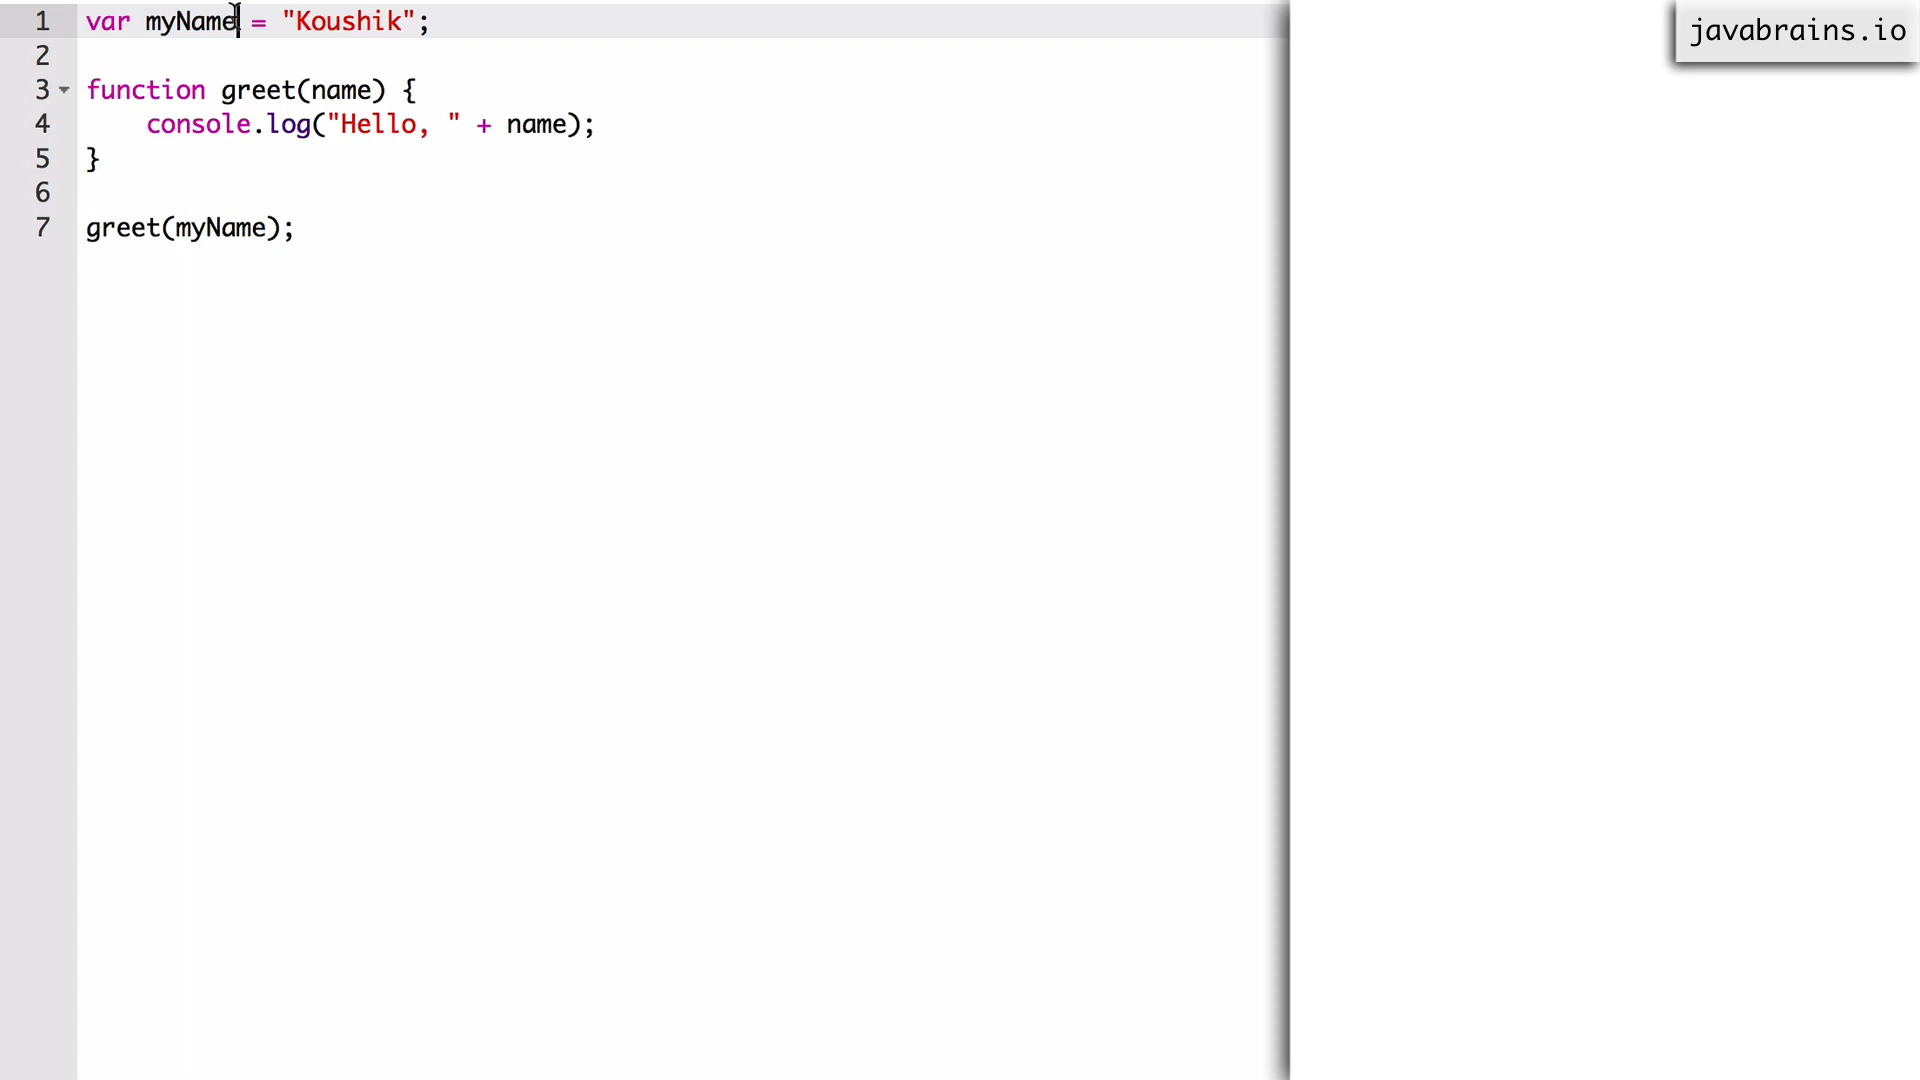 1 var myName = "Koushik";
2
3 function greet(name) {
4     console.log("Hello, " + name);
5 }
6
7 greet(myName);
javabrains.io